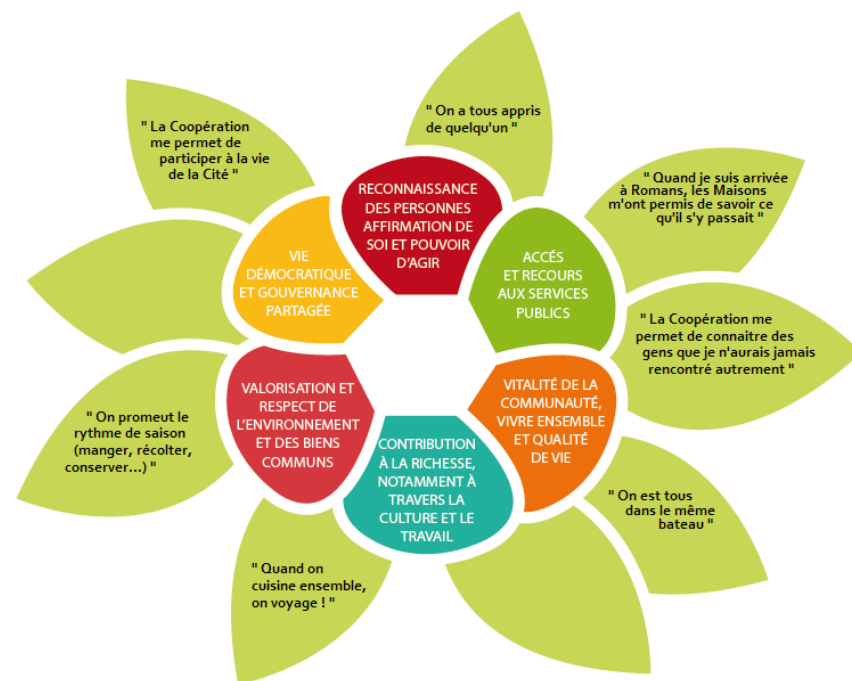 " On a tous appris
de quelqu'un "
" La Coopération
me permet de
participer à la vie
de la Cité "
" Quand je suis arrivée
à Romans, les Maisons
m'ont permis de savoir ce
qu'il s'y passait "
RECONNAISSANCE
DES PERSONNES
AFFIRMATION DE
SOI ET POUVOIR
D'AGIR
VIE
DÉMOCRATIQUE
ET GOUVERNANCE
PARTAGÉE
ACCÉS
ET RECOURS
AUX SERVICES
PUBLICS
" La Coopération me
permet de connaitre des
gens que je n'aurais jamais
rencontré autrement "
VALORISATION ET
RESPECT DE
L'ENVIRONNEMENT
ET DES BIENS
COMMUNS
VITALITÉ DE LA
COMMUNAUTÉ,
VIVRE ENSEMBLE
ET QUALITÉ
DE VIE
" On promeut le
rythme de saison
(manger, récolter,
conserver...) "
CONTRIBUTION
À LA RICHESSE,
NOTAMMENT À
TRAVERS LA
CULTURE ET LE
TRAVAIL
" On est tous
dans le même
bateau "
" Quand on
cuisine ensemble,
on voyage ! "